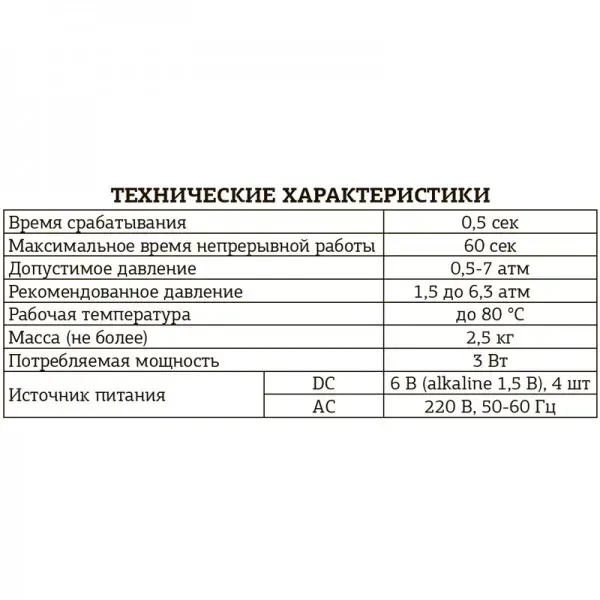 ТЕХНИЧЕСКИЕ ХАРАКТЕРИСТИКИ
Время срабатывания 0,5 сек
Максимальное время непрерывной работы 60 сек
Допустимое давление 0,5-7 атм
Рекомендованное давление 1,5 до 6,3 атм
Рабочая температура до 80 °С
Масса (не более) 2,5 кг
Потребляемая мощность 3 Вт
Источник питания DC 6 В (alkaline 1,5 В), 4 шт
AC 220 В, 50-60 Гц